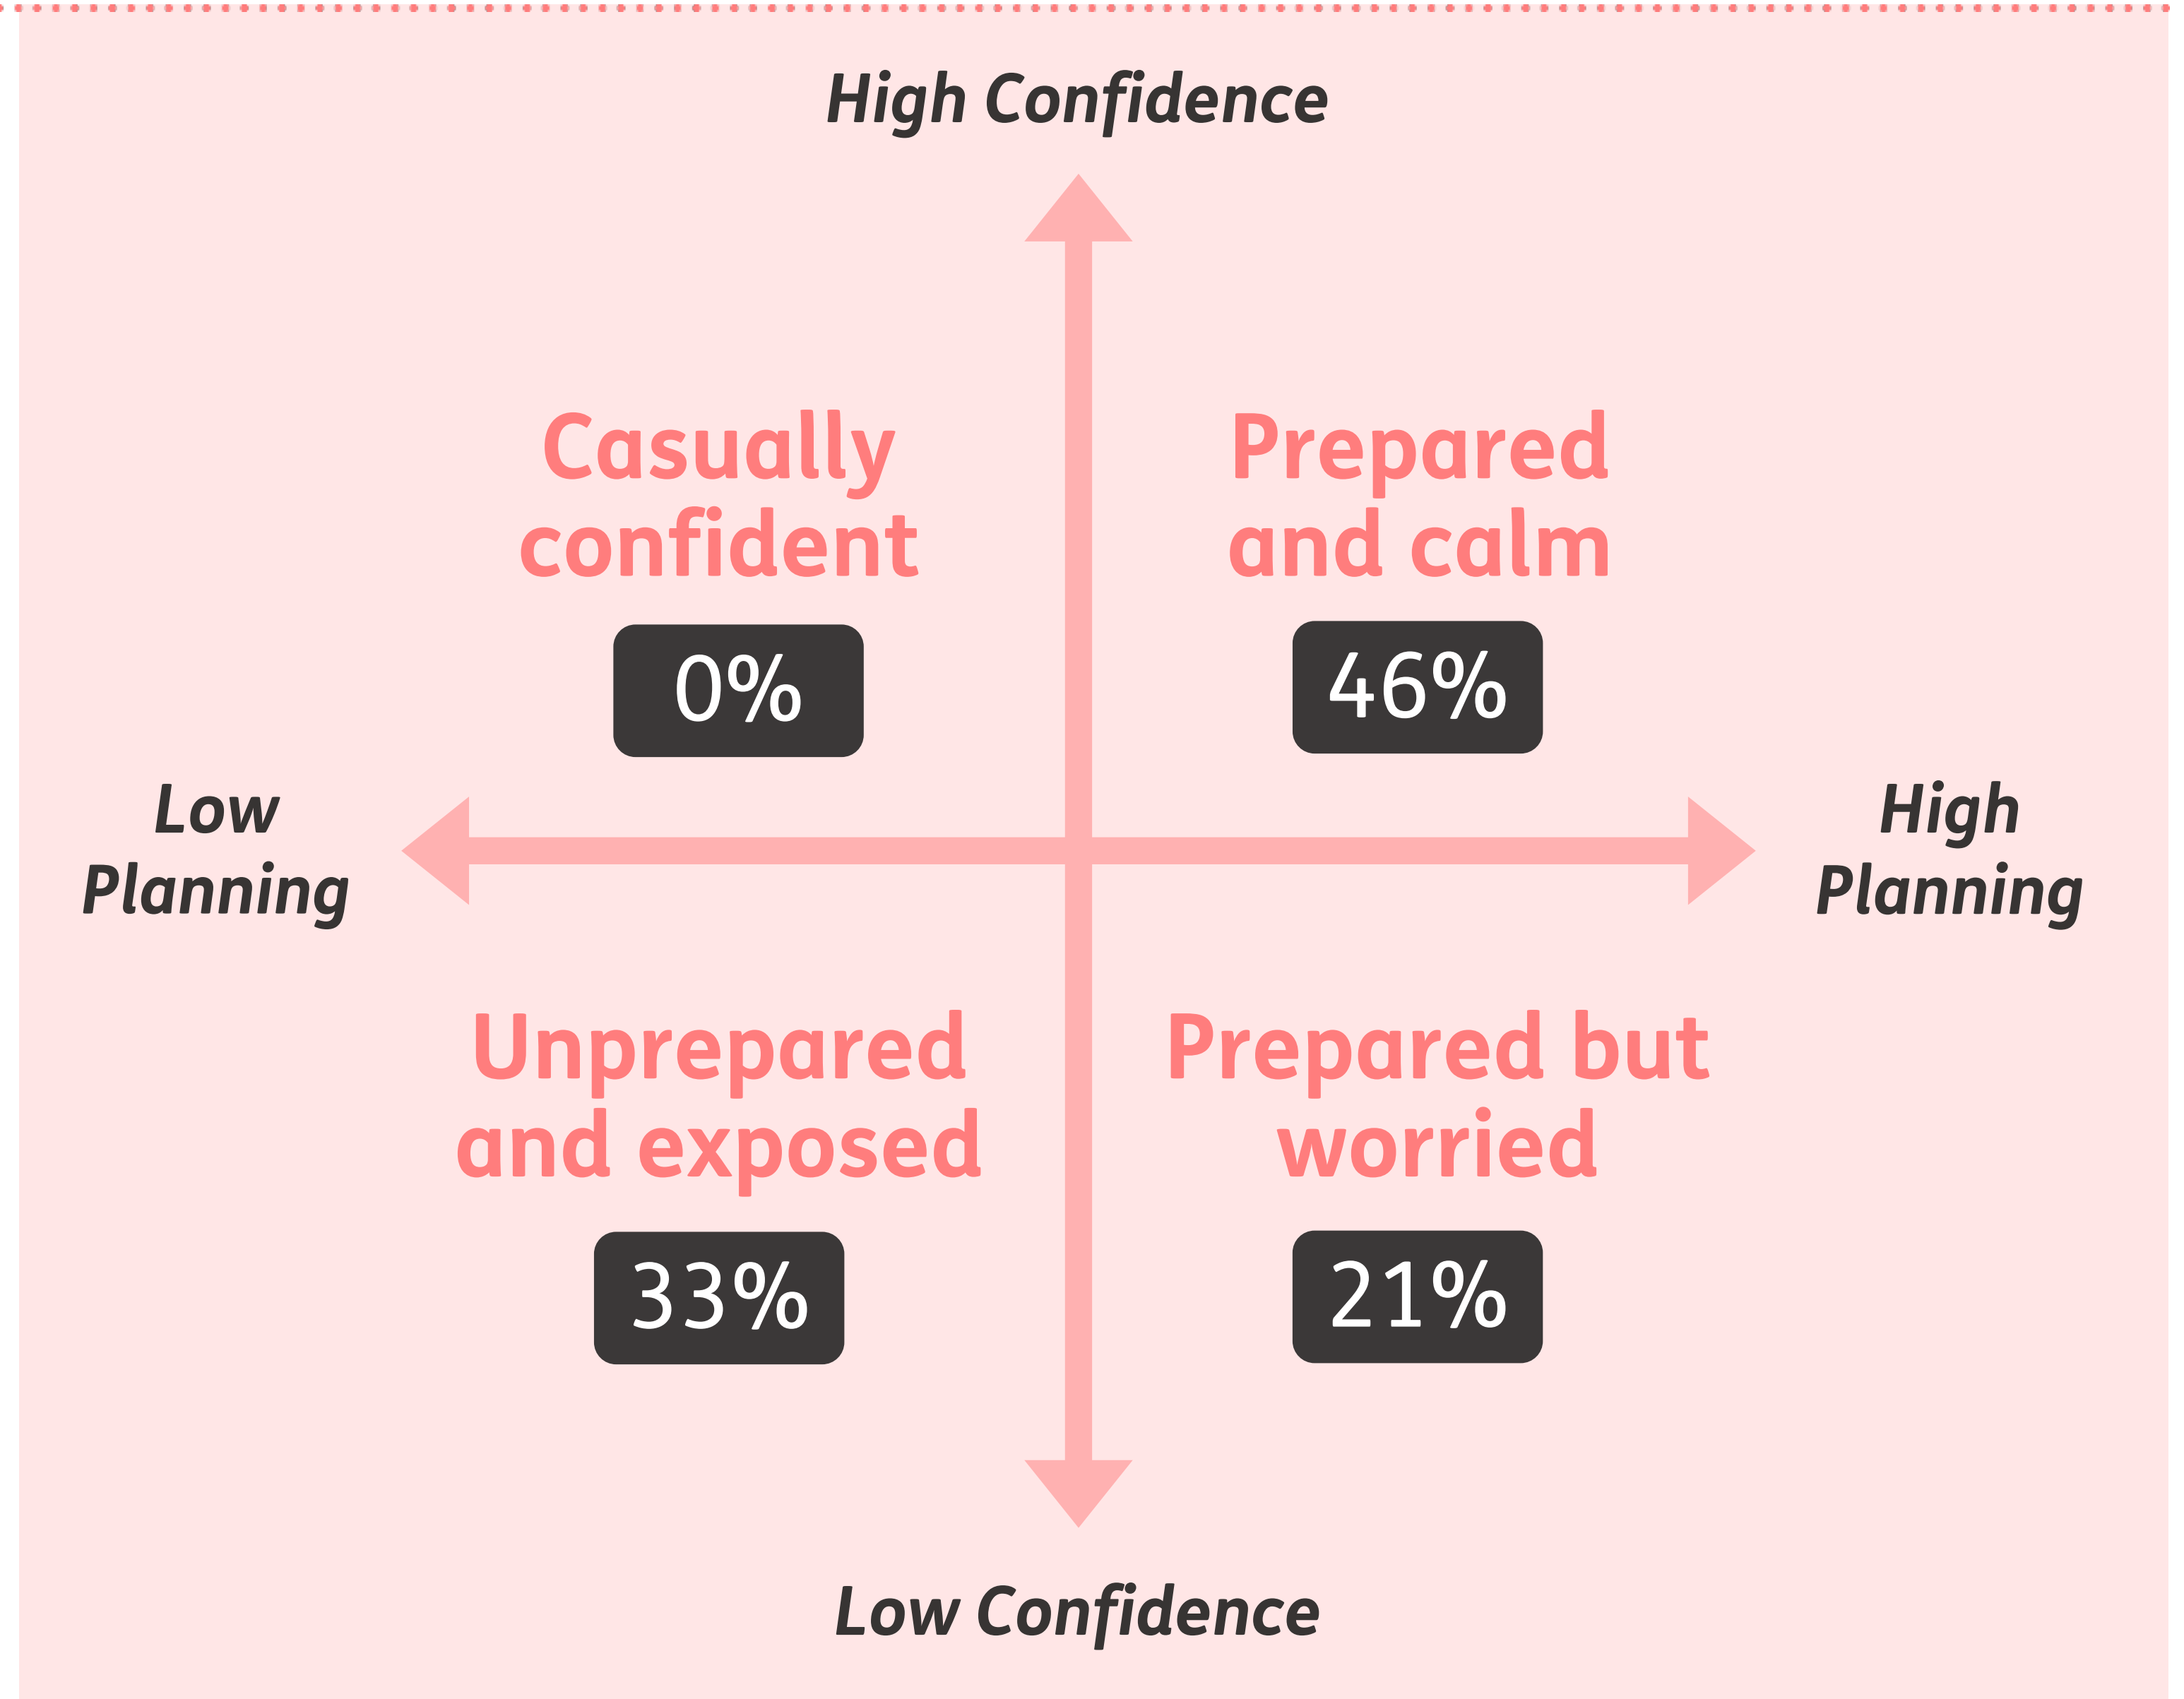 High Confidence
Casually
confident
0%
Prepared
and calm
46%
Low
Planning
High
Planning
Unprepared
and exposed
33%
Prepared but
worried
21%
Low Confidence